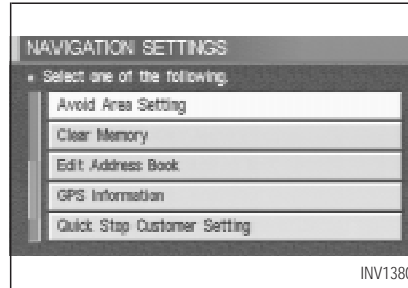 NAVIGATION SETTINGS
Select one of the following.
Avoid Area Setting
Clear Memory
Edit Address Book
GPS Information
Quick Stop Customer Setting
INV1380